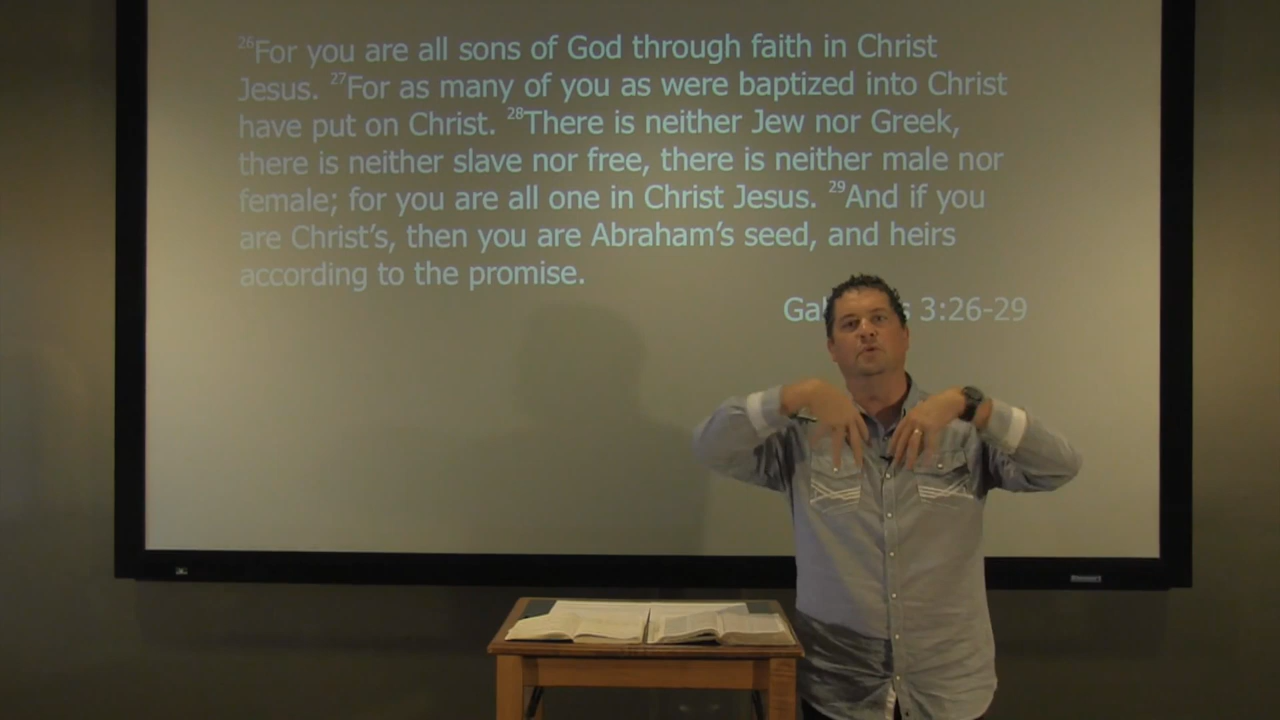 26For you are all sons of God through faith in Christ
Jesus. 27For as many of you as were baptized into Christ
have put on Christ. 28There is neither Jew nor Greek,
there is neither slave nor free, there is neither male nor
female; for you are all one in Christ Jesus. 29And if you
are Christ's, then you are Abraham's seed, and heirs
according to the promise.
3:26-29